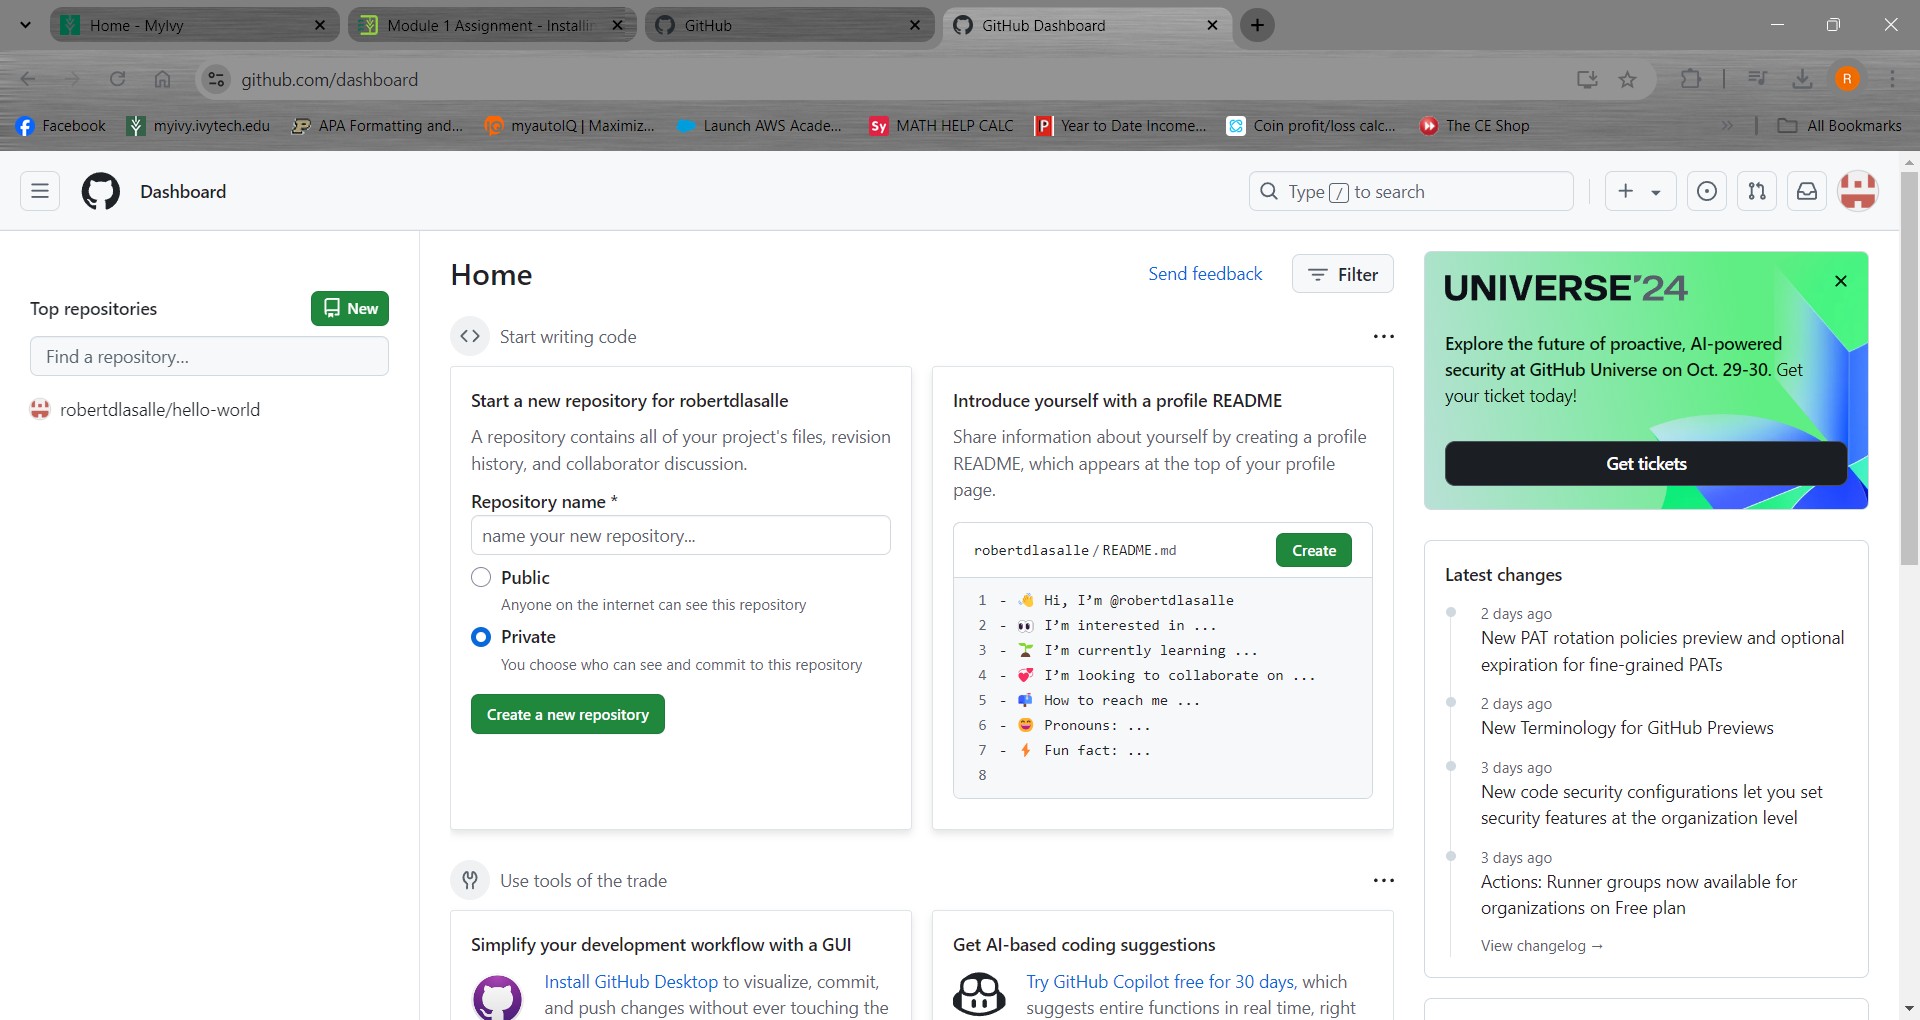 Home - MyIvy
Module 1 Assignment - Installin
GitHub
GitHub Dashboard
github.com/dashboard
R
Facebook
myivy.ivytech.edu
APA Formatting and...
myautoIQ | Maximiz...
Launch AWS Acade...
Sy MATH HELP CALC
P Year to Date Income...
Coin profit/loss calc...
The CE Shop
All Bookmarks
Dashboard
Type / to search
Top repositories
New
Find a repository...
robertdlasalle/hello-world
Home
Send feedback
Filter
Start writing code
Start a new repository for robertdlasalle
A repository contains all of your project's files, revision
history, and collaborator discussion.
Repository name *
name your new repository...
Public
Anyone on the internet can see this repository
Private
You choose who can see and commit to this repository
Create a new repository
Introduce yourself with a profile README
Share information about yourself by creating a profile
README, which appears at the top of your profile
page.
robertdlasalle / README.md
Create
1 - 👋 Hi, I’m @robertdlasalle
2 - 👀 I’m interested in ...
3 - 🌱 I’m currently learning ...
4 - 💞️ I’m looking to collaborate on ...
5 - 📫 How to reach me ...
6 - 😄 Pronouns: ...
7 - ⚡ Fun fact: ...
8
Use tools of the trade
Simplify your development workflow with a GUI
Install GitHub Desktop to visualize, commit,
and push changes without ever touching the
Get AI-based coding suggestions
Try GitHub Copilot free for 30 days, which
suggests entire functions in real time, right
UNIVERSE'24
Explore the future of proactive, AI-powered
security at GitHub Universe on Oct. 29-30. Get
your ticket today!
Get tickets
Latest changes
2 days ago
New PAT rotation policies preview and optional
expiration for fine-grained PATs
2 days ago
New Terminology for GitHub Previews
3 days ago
New code security configurations let you set
security features at the organization level
3 days ago
Actions: Runner groups now available for
organizations on Free plan
View changelog →